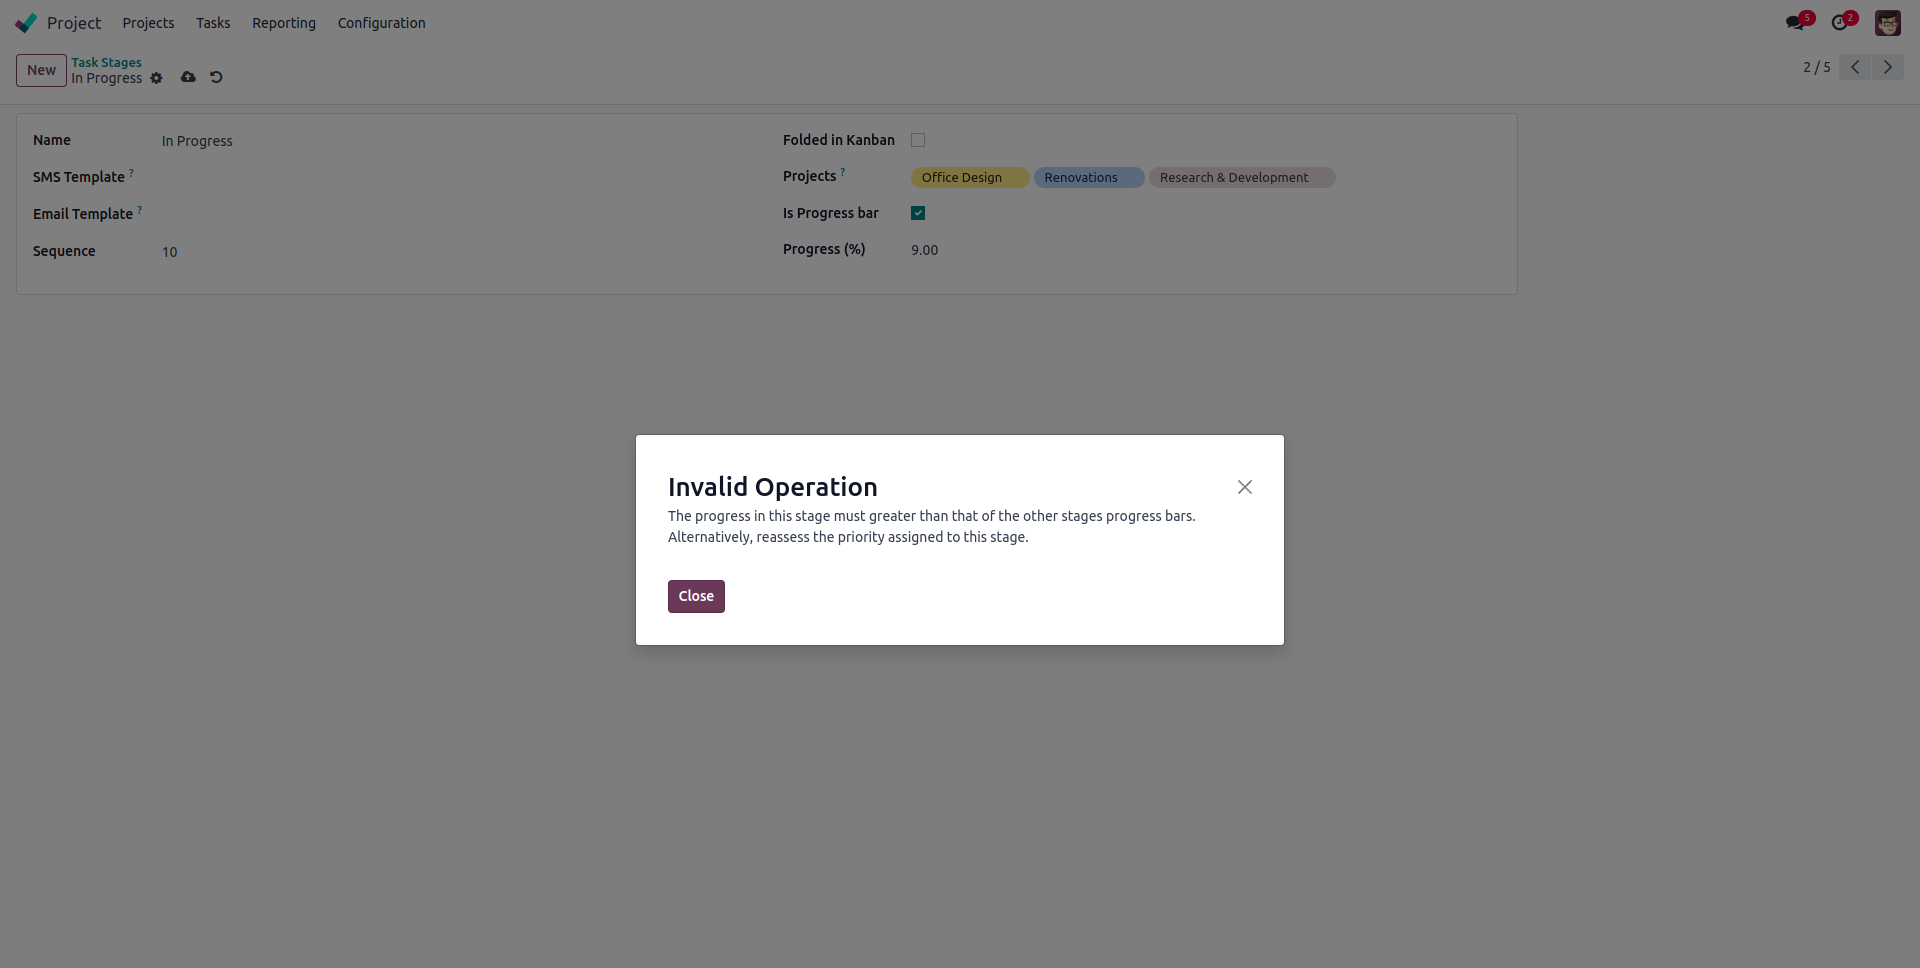 Project Projects Tasks Reporting Configuration 5 2
New Task Stages 2 / 5
In Progress
Name In Progress Folded in Kanban
SMS Template ? Projects ? Office Design Renovations Research & Development
Email Template ? Is Progress bar
Sequence 10 Progress (%) 9.00
Invalid Operation
The progress in this stage must greater than that of the other stages progress bars.
Alternatively, reassess the priority assigned to this stage.
Close